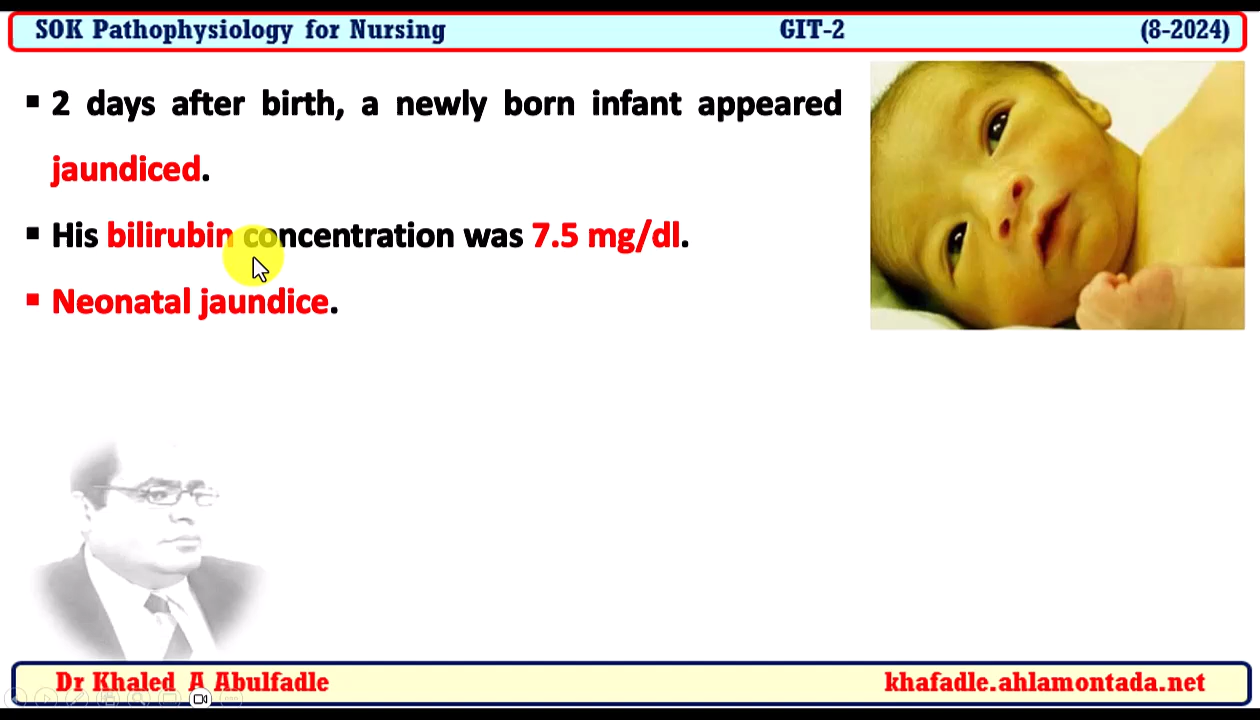 SOK Pathophysiology for Nursing GIT-2 (8-2024)
▪ 2 days after birth, a newly born infant appeared
jaundiced.
▪ His bilirubin concentration was 7.5 mg/dl.
▪ Neonatal jaundice.
Dr Khaled A Abulfadle khafadle.ahlamontada.net